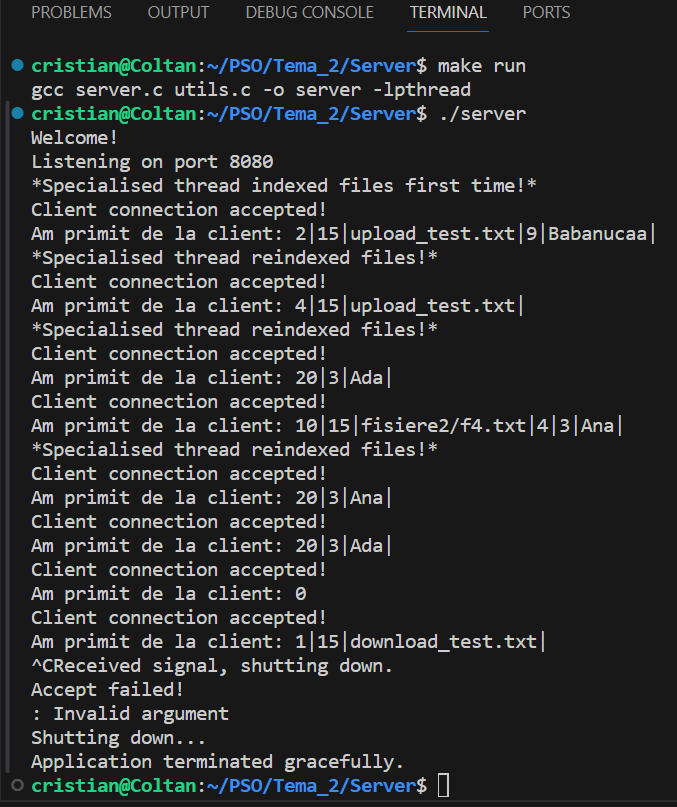 PROBLEMS OUTPUT DEBUG CONSOLE TERMINAL PORTS
cristian@Coltan:~/PSO/Tema_2/Server$ make run
gcc server.c utils.c -o server -lpthread
cristian@Coltan:~/PSO/Tema_2/Server$ ./server
Welcome!
Listening on port 8080
*Specialised thread indexed files first time!*
Client connection accepted!
Am primit de la client: 2|15|upload_test.txt|9|Babanucaa|
*Specialised thread reindexed files!*
Client connection accepted!
Am primit de la client: 4|15|upload_test.txt|
*Specialised thread reindexed files!*
Client connection accepted!
Am primit de la client: 20|3|Ada|
Client connection accepted!
Am primit de la client: 10|15|fisiere2/f4.txt|4|3|Ana|
*Specialised thread reindexed files!*
Client connection accepted!
Am primit de la client: 20|3|Ana|
Client connection accepted!
Am primit de la client: 20|3|Ada|
Client connection accepted!
Am primit de la client: 0
Client connection accepted!
Am primit de la client: 1|15|download_test.txt|
^CReceived signal, shutting down.
Accept failed!
: Invalid argument
Shutting down...
Application terminated gracefully.
cristian@Coltan:~/PSO/Tema_2/Server$